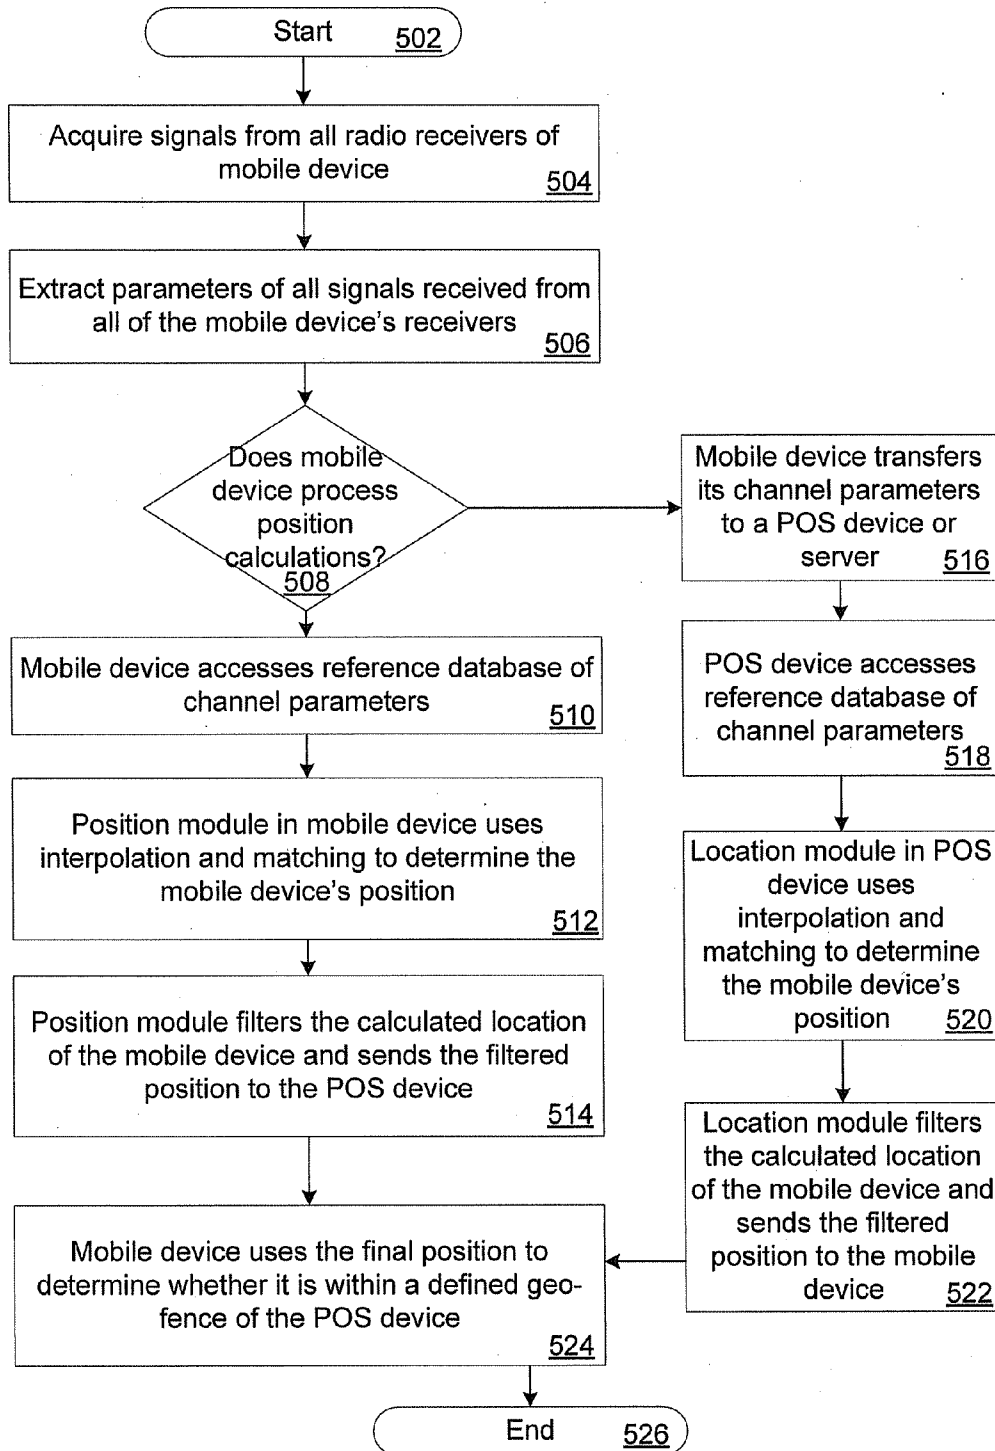 Start 502
Acquire signals from all radio receivers of
mobile device
504
Extract parameters of all signals received from
all of the mobile device's receivers
506
Does mobile
device process
position
calculations?
508
Mobile device accesses reference database of
channel parameters
510
Position module in mobile device uses
interpolation and matching to determine the
mobile device's position
512
Position module filters the calculated location
of the mobile device and sends the filtered
position to the POS device
514
Mobile device transfers
its channel parameters
to a POS device or
server 516
POS device accesses
reference database of
channel parameters
518
Location module in POS
device uses
interpolation and
matching to determine
the mobile device's
position 520
Location module filters
the calculated location
of the mobile device and
sends the filtered
position to the mobile
device 522
Mobile device uses the final position to
determine whether it is within a defined geo-
fence of the POS device
524
End 526